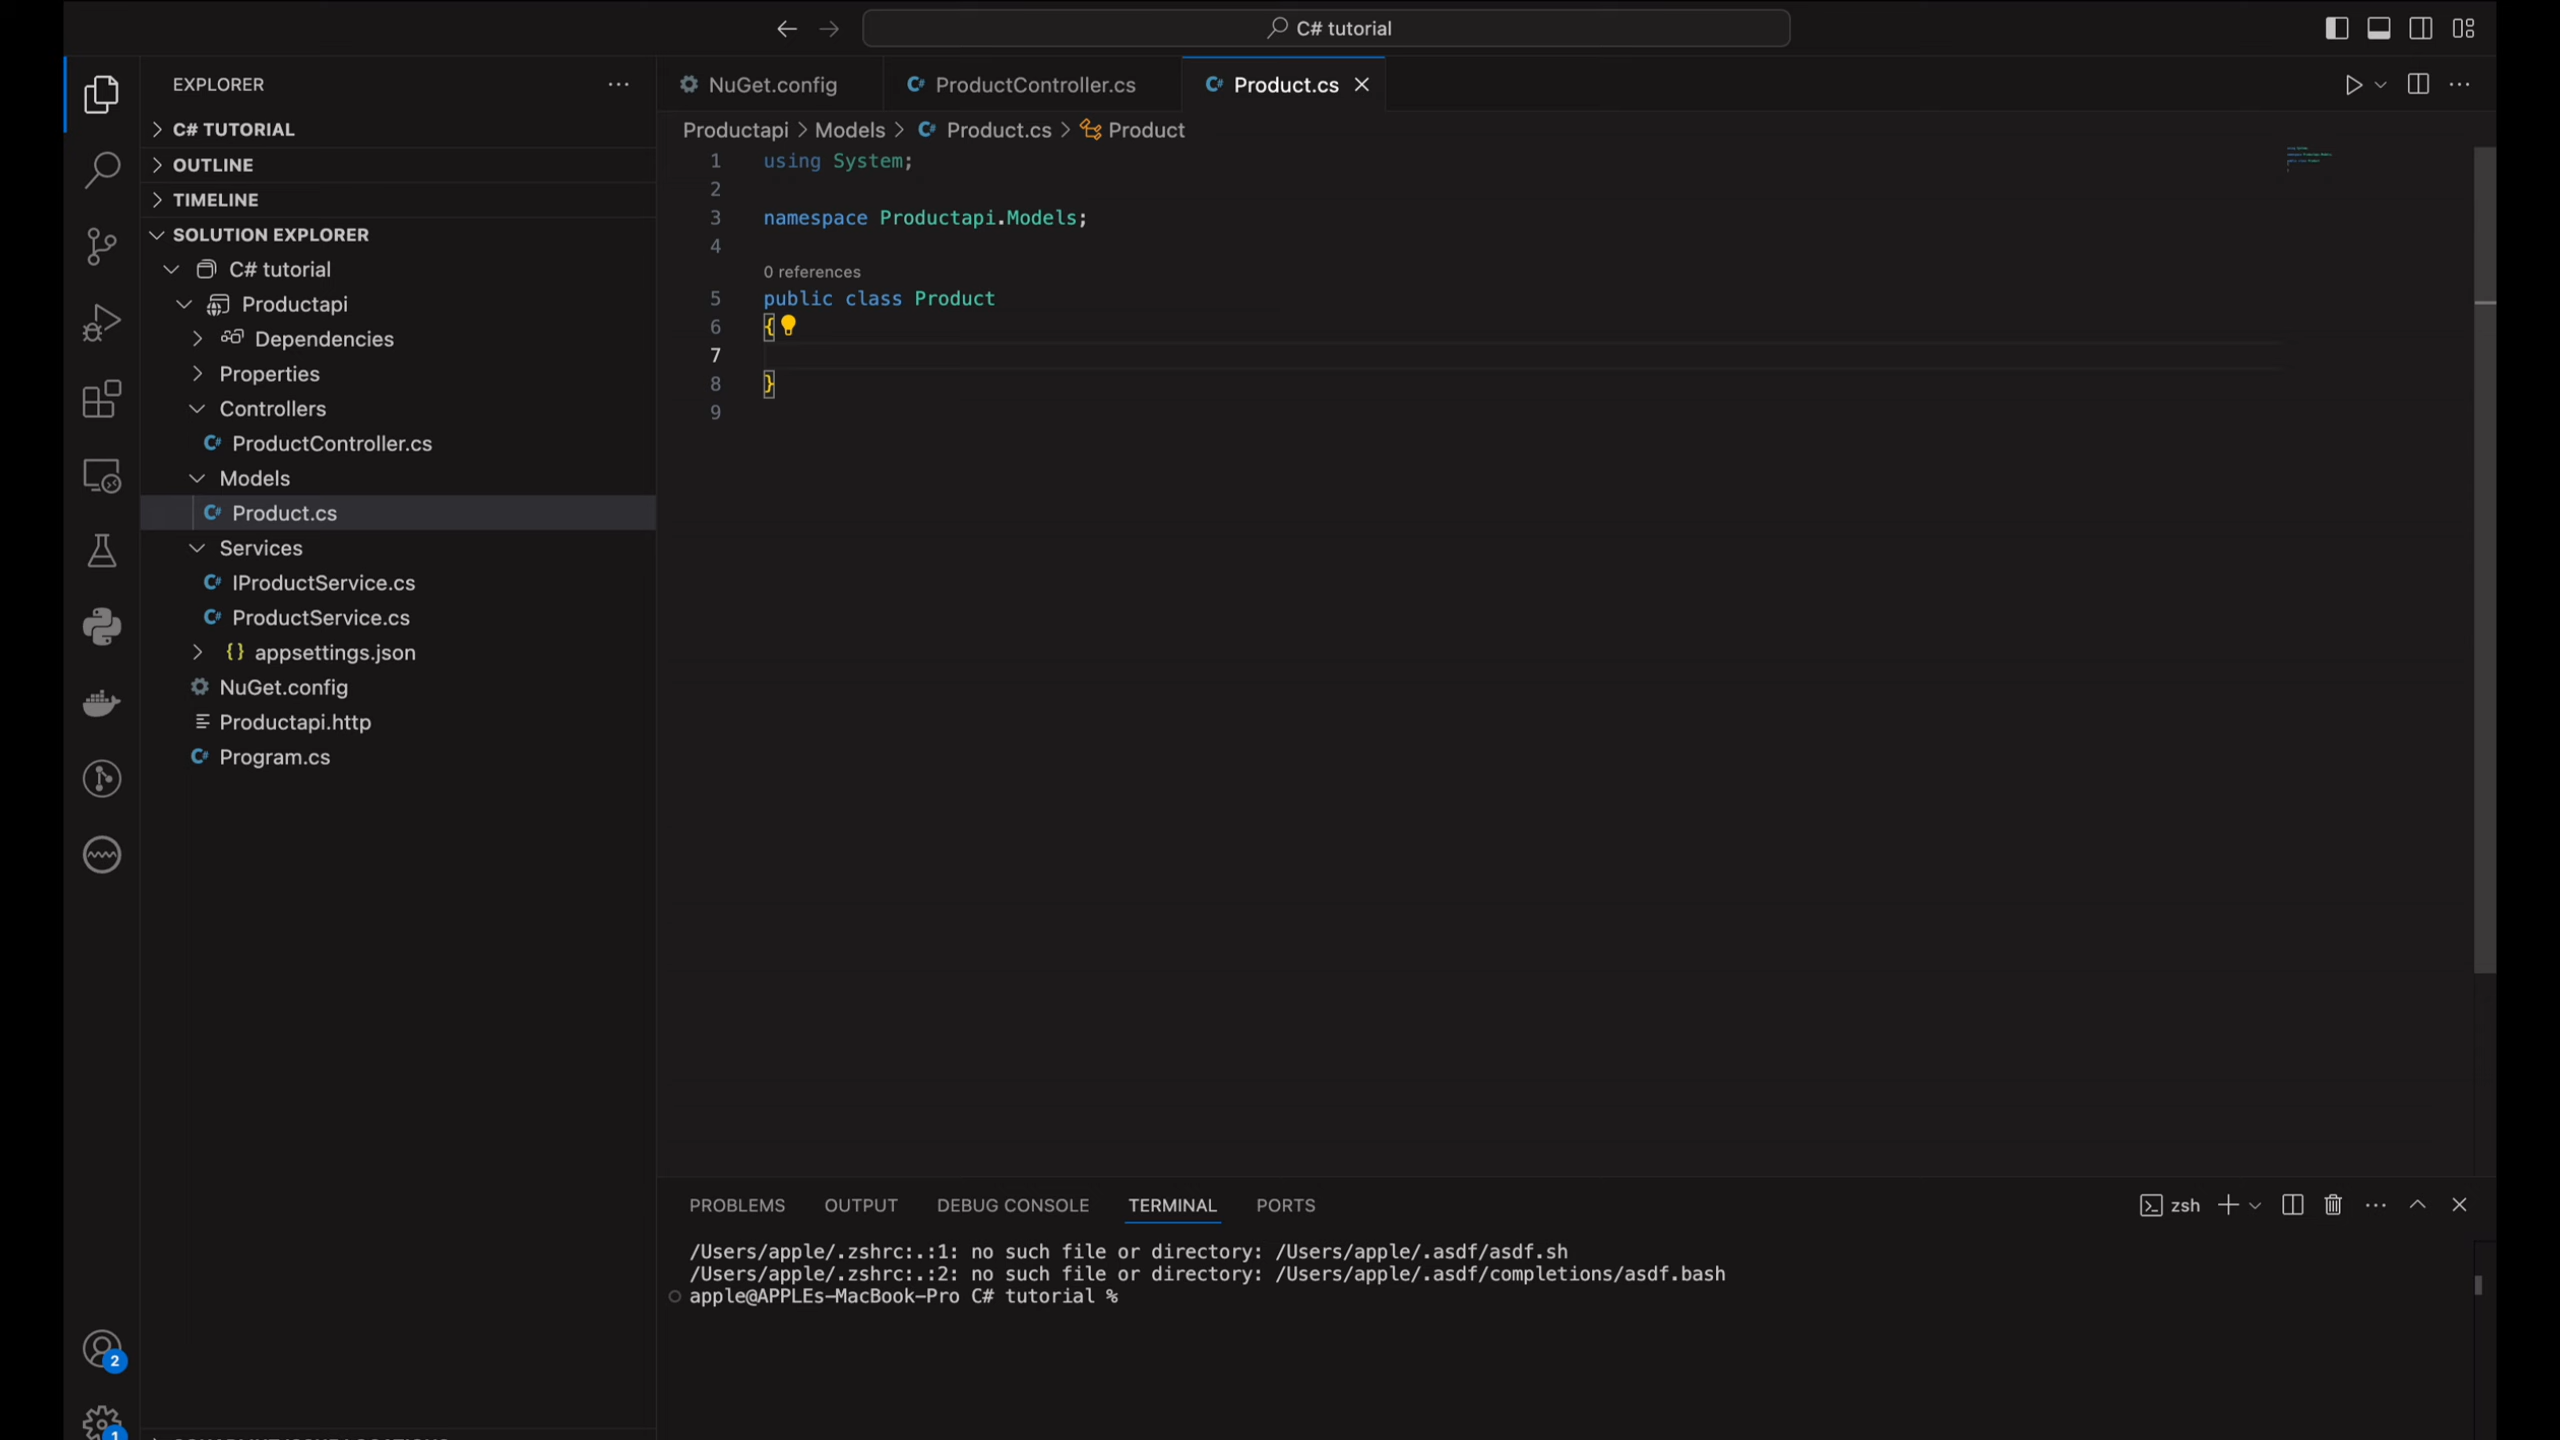 C# tutorial
EXPLORER
C# TUTORIAL
OUTLINE
TIMELINE
SOLUTION EXPLORER
C# tutorial
Productapi
Dependencies
Properties
Controllers
C# ProductController.cs
Models
C# Product.cs
Services
C# IProductService.cs
C# ProductService.cs
{} appsettings.json
NuGet.config
Productapi.http
C# Program.cs
2
1
NuGet.config C# ProductController.cs C# Product.cs
Productapi > Models > C# Product.cs > Product
1 using System;
2
3 namespace Productapi.Models;
4
0 references
5 public class Product
6 {
7
8 }
9
PROBLEMS OUTPUT DEBUG CONSOLE TERMINAL PORTS
zsh
/Users/apple/.zshrc:.:1: no such file or directory: /Users/apple/.asdf/asdf.sh
/Users/apple/.zshrc:.:2: no such file or directory: /Users/apple/.asdf/completions/asdf.bash
apple@APPLEs-MacBook-Pro C# tutorial %